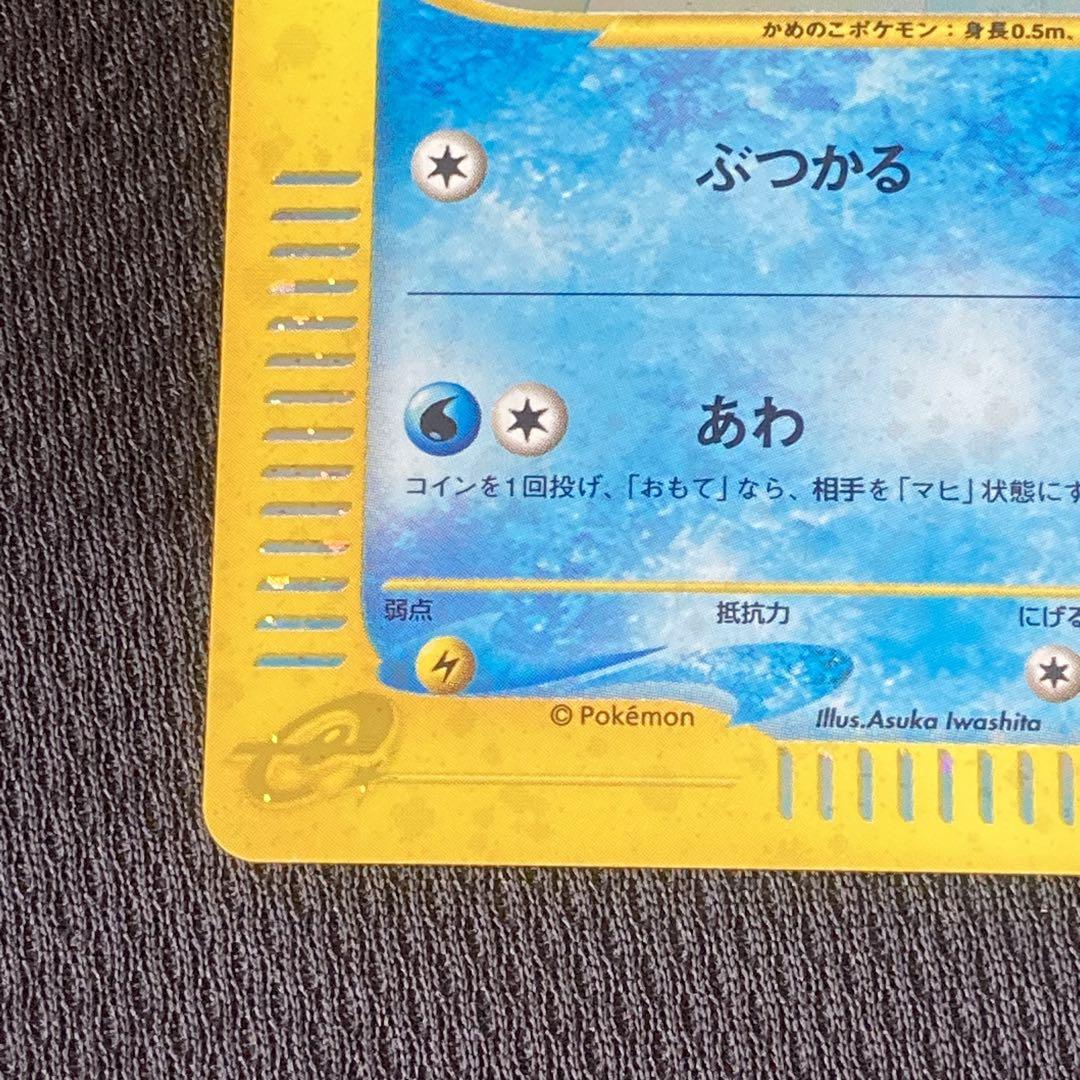 かめのこポケモン：身長0.5m、
ぶつかる
あわ
コインを1回投げ、「おもて」なら、相手を「マヒ」状態にす
弱点 抵抗力 にげる
© Pokémon Illus.Asuka Iwashita